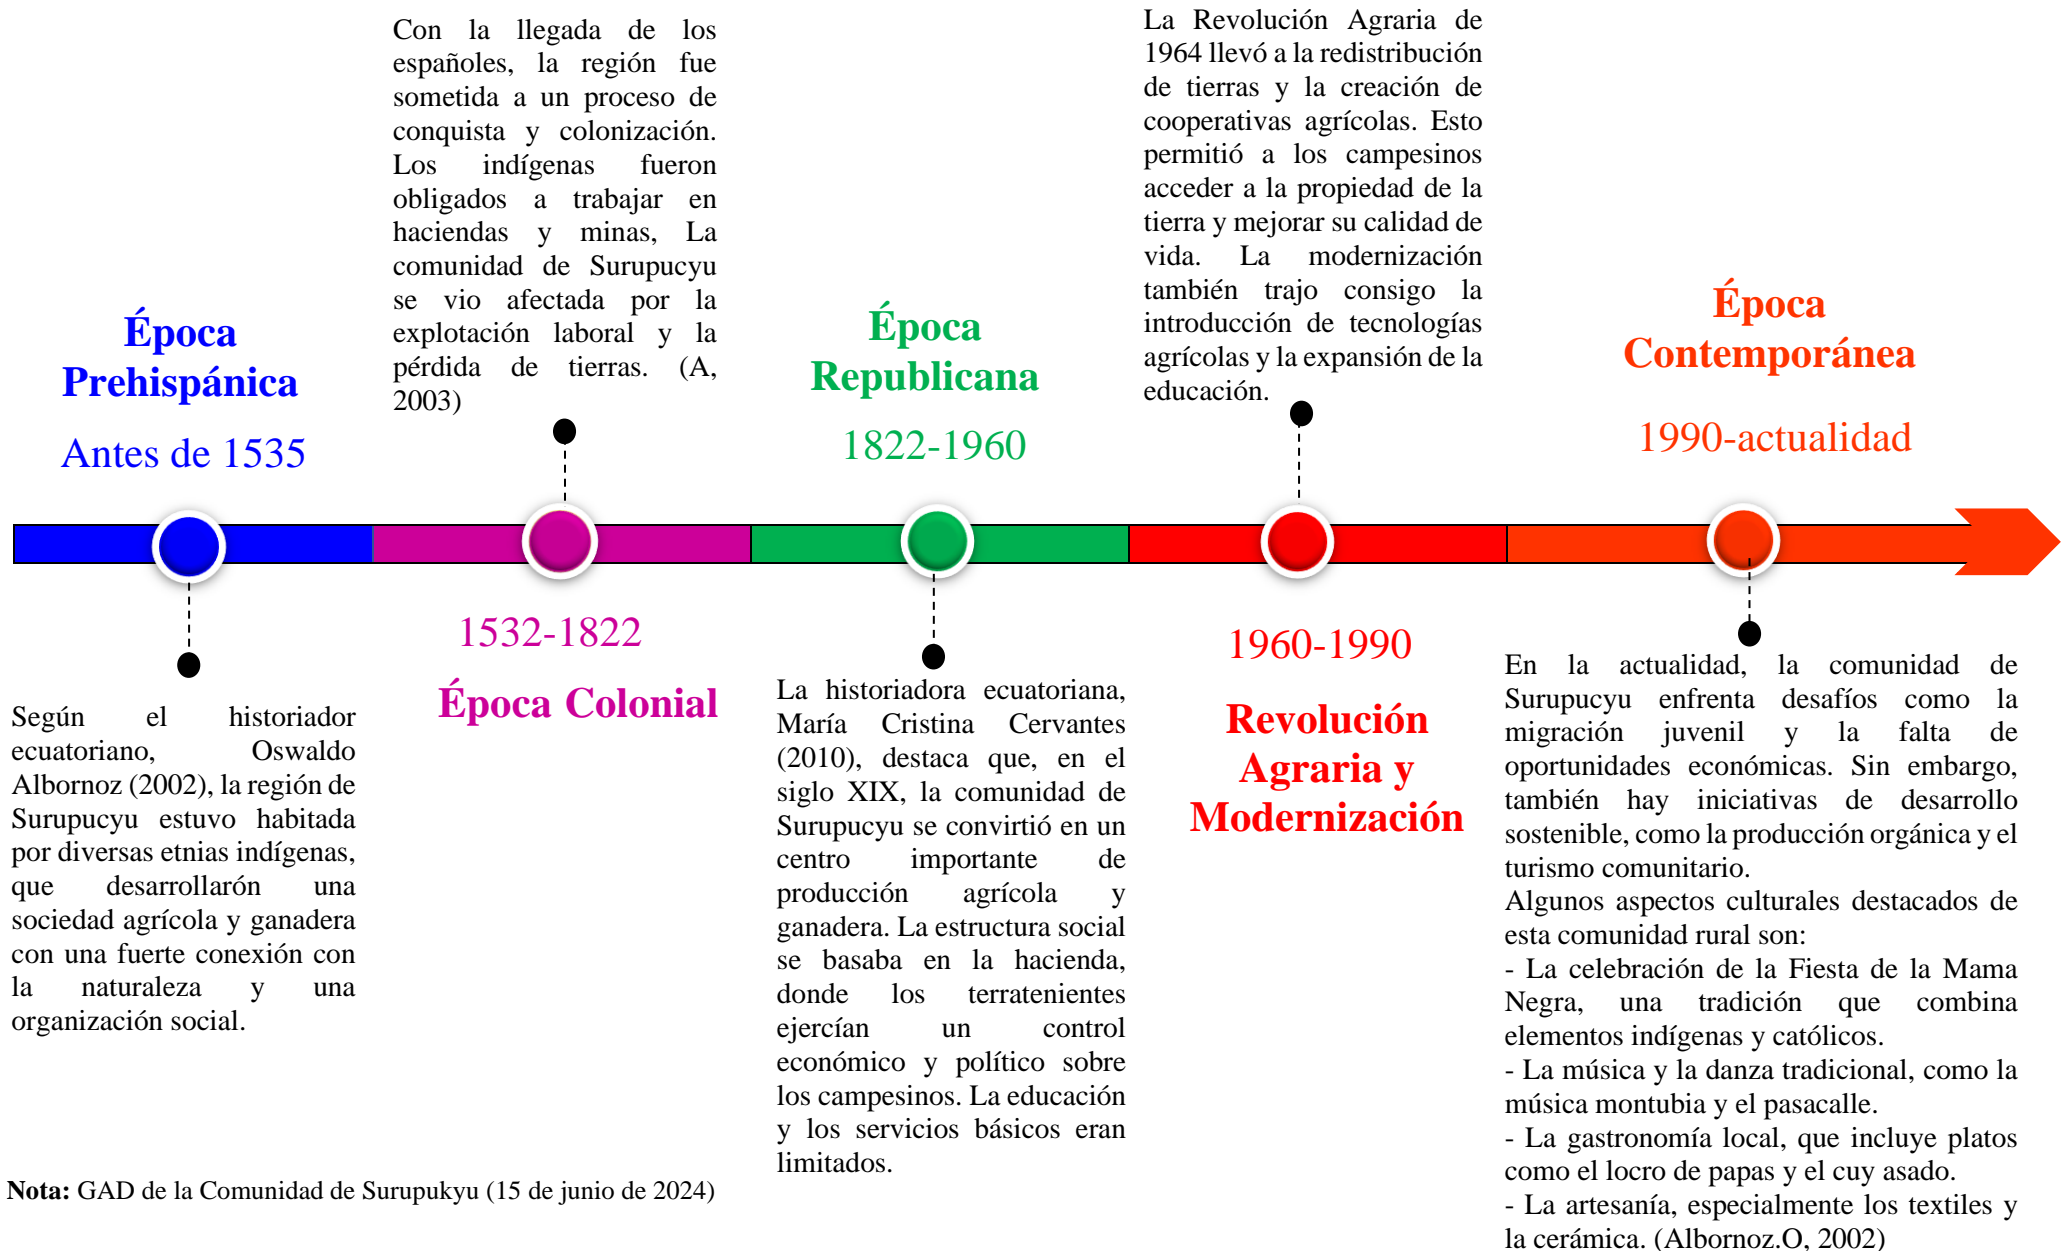 Época
Prehispánica
Antes de 1535
Según el historiador
ecuatoriano, Oswaldo
Albornoz (2002), la región de
Surupucyu estuvo habitada
por diversas etnias indígenas,
que desarrollarón una
sociedad agrícola y ganadera
con una fuerte conexión con
la naturaleza y una
organización social.
Con la llegada de los
españoles, la región fue
sometida a un proceso de
conquista y colonización.
Los indígenas fueron
obligados a trabajar en
haciendas y minas, La
comunidad de Surupucyu
se vio afectada por la
explotación laboral y la
pérdida de tierras. (A,
2003)
1532-1822
Época Colonial
Época
Republicana
1822-1960
La historiadora ecuatoriana,
María Cristina Cervantes
(2010), destaca que, en el
siglo XIX, la comunidad de
Surupucyu se convirtió en un
centro importante de
producción agrícola y
ganadera. La estructura social
se basaba en la hacienda,
donde los terratenientes
ejercían un control
económico y político sobre
los campesinos. La educación
y los servicios básicos eran
limitados.
La Revolución Agraria de
1964 llevó a la redistribución
de tierras y la creación de
cooperativas agrícolas. Esto
permitió a los campesinos
acceder a la propiedad de la
tierra y mejorar su calidad de
vida. La modernización
también trajo consigo la
introducción de tecnologías
agrícolas y la expansión de la
educación.
1960-1990
Revolución
Agraria y
Modernización
Época
Contemporánea
1990-actualidad
En la actualidad, la comunidad de
Surupucyu enfrenta desafíos como la
migración juvenil y la falta de
oportunidades económicas. Sin embargo,
también hay iniciativas de desarrollo
sostenible, como la producción orgánica y el
turismo comunitario.
Algunos aspectos culturales destacados de
esta comunidad rural son:
- La celebración de la Fiesta de la Mama
Negra, una tradición que combina
elementos indígenas y católicos.
- La música y la danza tradicional, como la
música montubia y el pasacalle.
- La gastronomía local, que incluye platos
como el locro de papas y el cuy asado.
- La artesanía, especialmente los textiles y
la cerámica. (Albornoz.O, 2002)
Nota: GAD de la Comunidad de Surupukyu (15 de junio de 2024)